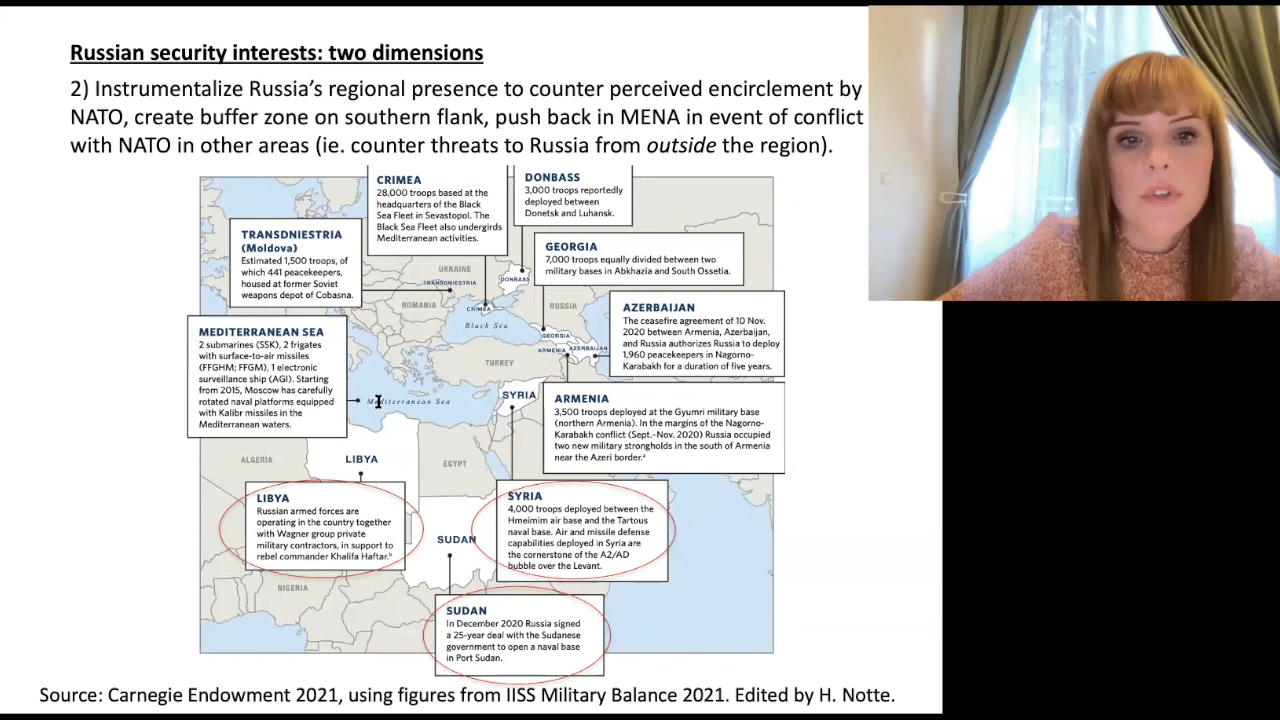 Russian security interests: two dimensions
2) Instrumentalize Russia's regional presence to counter perceived encirclement by
NATO, create buffer zone on southern flank, push back in MENA in event of conflict
with NATO in other areas (ie. counter threats to Russia from outside the region).
CRIMEA
28,000 troops based at the
headquarters of the Black
Sea Fleet in Sevastopol. The
Black Sea Fleet also undergirds
Mediterranean activities.
DONBASS
3,000 troops reportedly
deployed between
Donetsk and Luhansk.
TRANSDNIESTRIA
(Moldova)
Estimated 1,500 troops, of
which 441 peacekeepers,
housed at former Soviet
weapons depot of Cobasna.
GEORGIA
7,000 troops equally divided between two
military bases in Abkhazia and South Ossetia.
UKRAINE
TRANSDNIESTRIA
DONBASS
ROMANIA
CRIMEA
RUSSIA
Black Sea
GEORGIA
ARMENIA
AZERBAIJAN
TURKEY
AZERBAIJAN
The ceasefire agreement of 10 Nov.
2020 between Armenia, Azerbaijan,
and Russia authorizes Russia to deploy
1,960 peacekeepers in Nagorno-
Karabakh for a duration of five years.
MEDITERRANEAN SEA
2 submarines (SSK), 2 frigates
with surface-to-air missiles
(FFGHM; FFGM), 1 electronic
surveillance ship (AGI). Starting
from 2015, Moscow has carefully
rotated naval platforms equipped
with Kalibr missiles in the
Mediterranean waters.
Mediterranean Sea
SYRIA
ARMENIA
3,500 troops deployed at the Gyumri military base
(northern Armenia). In the margins of the Nagorno-
Karabakh conflict (Sept.–Nov. 2020) Russia occupied
two new military strongholds in the south of Armenia
near the Azeri border.ª
ALGERIA
LIBYA
EGYPT
LIBYA
Russian armed forces are
operating in the country together
with Wagner group private
military contractors, in support to
rebel commander Khalifa Haftar.ᵇ
SYRIA
4,000 troops deployed between the
Hmeimim air base and the Tartous
naval base. Air and missile defense
capabilities deployed in Syria are
the cornerstone of the A2/AD
bubble over the Levant.
SUDAN
NIGERIA
SUDAN
In December 2020 Russia signed
a 25-year deal with the Sudanese
government to open a naval base
in Port Sudan.
Source: Carnegie Endowment 2021, using figures from IISS Military Balance 2021. Edited by H. Notte.